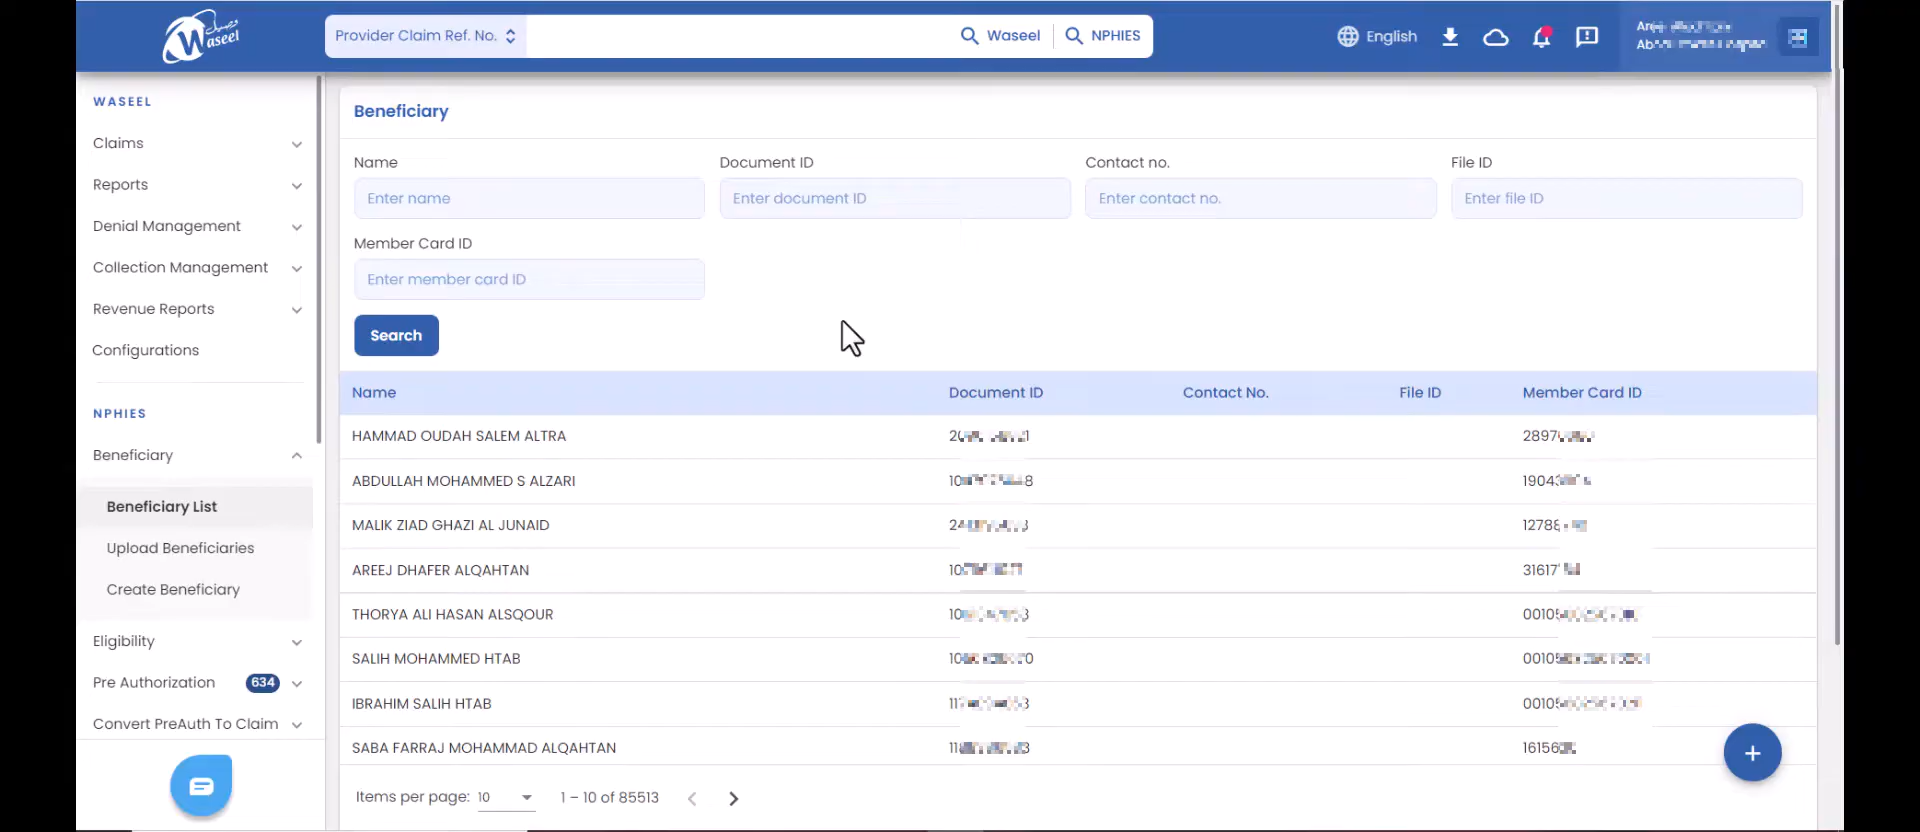 Waseel
Provider Claim Ref. No.
Waseel
NPHIES
English
WASEEL
Claims
Reports
Denial Management
Collection Management
Revenue Reports
Configurations
NPHIES
Beneficiary
Beneficiary List
Upload Beneficiaries
Create Beneficiary
Eligibility
Pre Authorization 634
Convert PreAuth To Claim
Beneficiary
Name Document ID Contact no. File ID
Enter name Enter document ID Enter contact no. Enter file ID
Member Card ID
Enter member card ID
Search
Name Document ID Contact No. File ID Member Card ID
HAMMAD OUDAH SALEM ALTRA
ABDULLAH MOHAMMED S ALZARI
MALIK ZIAD GHAZI AL JUNAID
AREEJ DHAFER ALQAHTAN
THORYA ALI HASAN ALSQOUR
SALIH MOHAMMED HTAB
IBRAHIM SALIH HTAB
SABA FARRAJ MOHAMMAD ALQAHTAN
Items per page: 10 1 – 10 of 85513